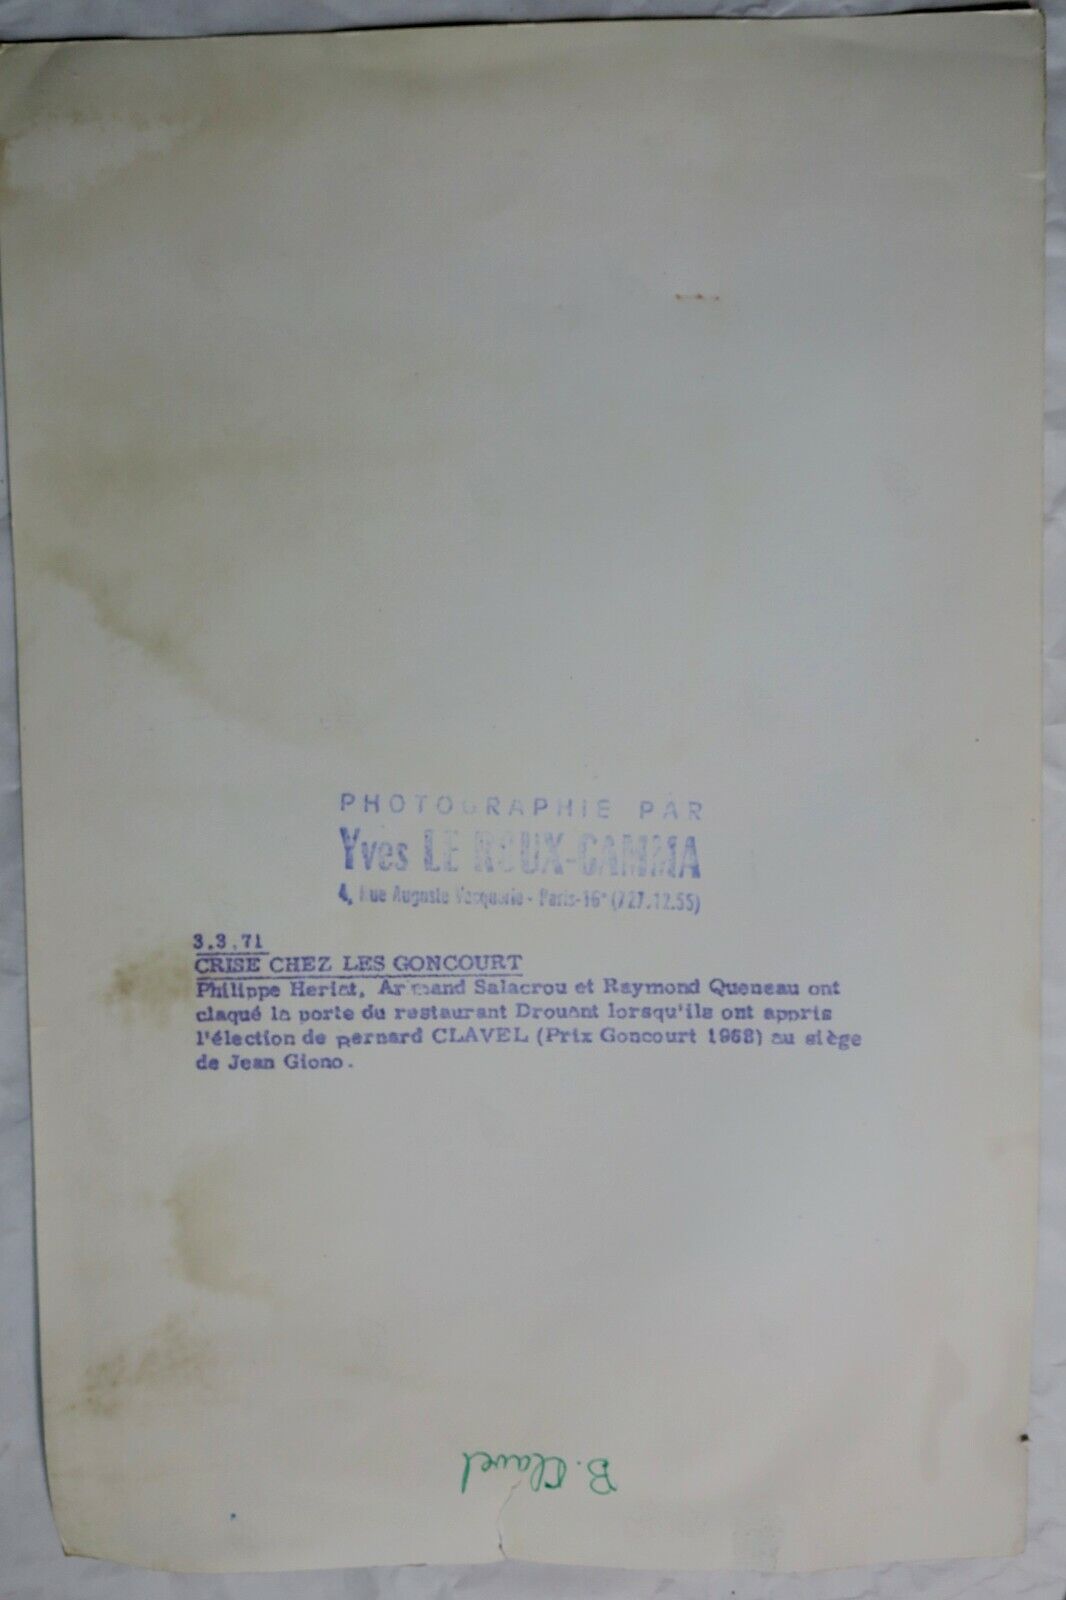 PHOTOGRAPHIE PAR
Yves LE ROUX-GAMMA
4, Rue Auguste Vacquerie - Paris-16e (727.12.55)
3.3.71
CRISE CHEZ LES GONCOURT
Philippe Heriat, Armand Salacrou et Raymond Queneau ont
claqué la porte du restaurant Drouant lorsqu'ils ont appris
l'élection de Bernard CLAVEL (Prix Goncourt 1968) au siège
de Jean Giono.
B. Clavel